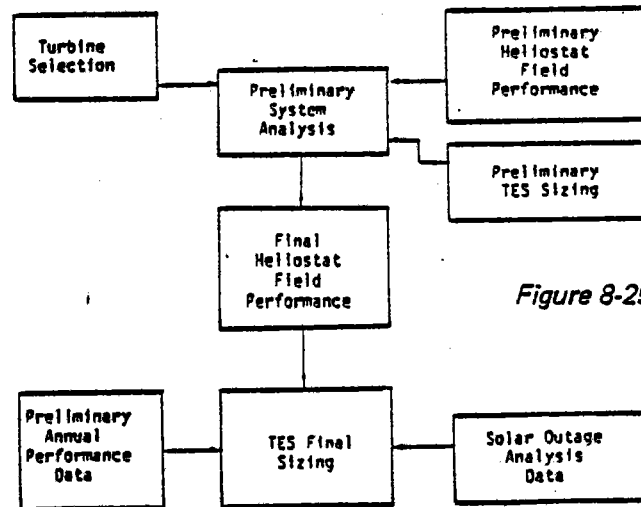 Turbine
Selection
Preliminary
Heliostat
Field
Performance
Preliminary
System
Analysis
Preliminary
TES Sizing
Final
Heliostat
Field
Performance
Figure 8-25
Preliminary
Annual
Performance
Data
TES Final
Sizing
Solar Outage
Analysis
Data